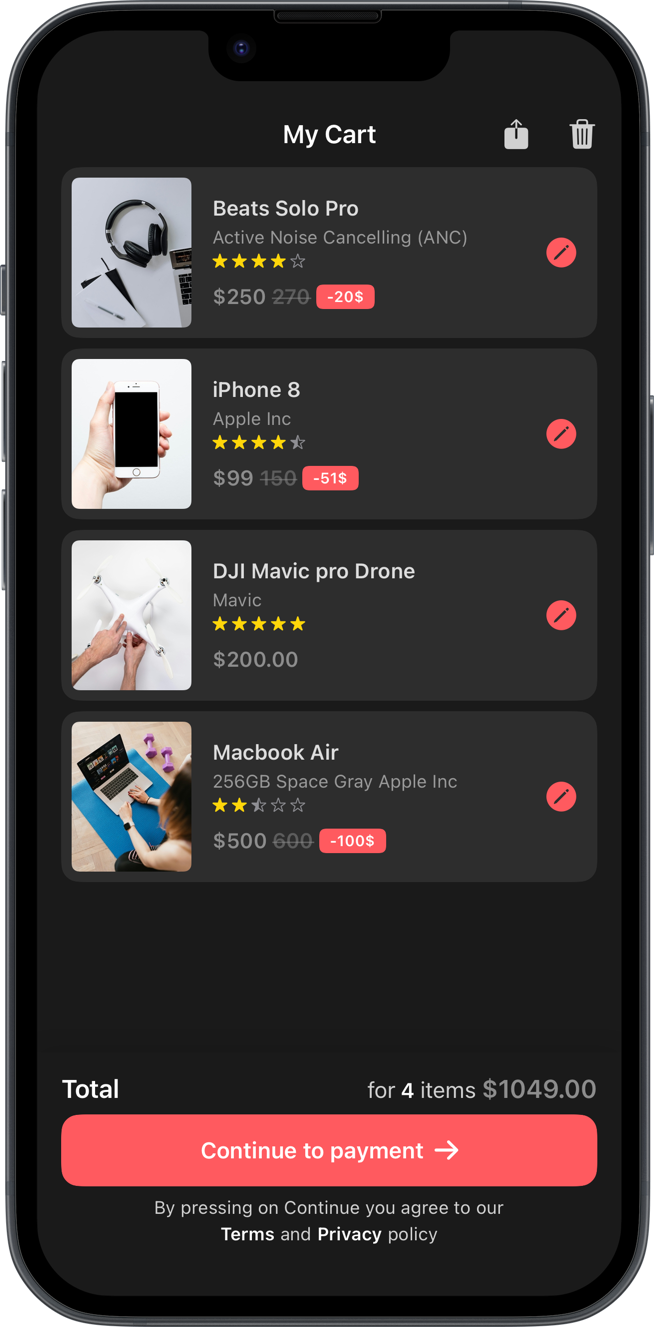 My Cart
Beats Solo Pro
Active Noise Cancelling (ANC)
$250 270 -20$
iPhone 8
Apple Inc
$99 150 -51$
DJI Mavic pro Drone
Mavic
$200.00
Macbook Air
256GB Space Gray Apple Inc
$500 600 -100$
Total for 4 items $1049.00
Continue to payment →
By pressing on Continue you agree to our
Terms and Privacy policy